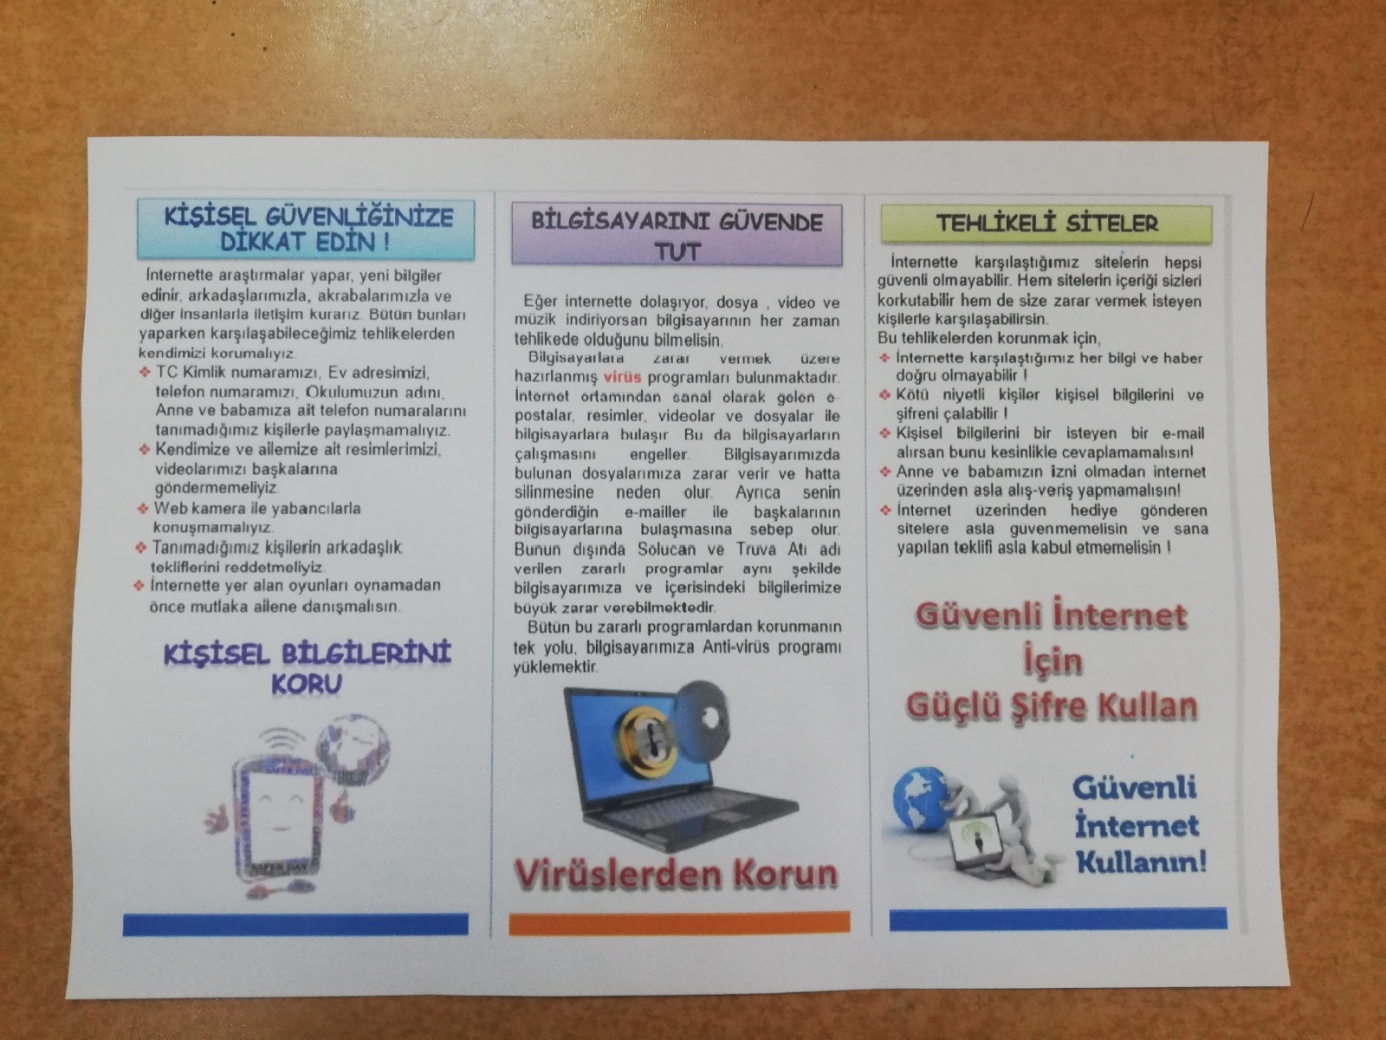 KİŞİSEL GÜVENLİĞİNİZE
DİKKAT EDİN !
İnternette araştırmalar yapar, yeni bilgiler
edinir, arkadaşlarımızla, akrabalarımızla ve
diğer insanlarla iletişim kurarız. Bütün bunları
yaparken karşılaşabileceğimiz tehlikelerden
kendimizi korumalıyız.
❖ TC Kimlik numaramızı, Ev adresimizi,
telefon numaramızı, Okulumuzun adını,
Anne ve babamıza ait telefon numaralarını
tanımadığımız kişilerle paylaşmamalıyız.
❖ Kendimize ve ailemize ait resimlerimizi,
videolarımızı başkalarına
göndermemeliyiz.
❖ Web kamera ile yabancılarla
konuşmamalıyız.
❖ Tanımadığımız kişilerin arkadaşlık
tekliflerini reddetmeliyiz.
❖ İnternette yer alan oyunları oynamadan
önce mutlaka ailene danışmalısın.
KİŞİSEL BİLGİLERİNİ
KORU
BİLGİSAYARINI GÜVENDE
TUT
Eğer internette dolaşıyor, dosya , video ve
müzik indiriyorsan bilgisayarının her zaman
tehlikede olduğunu bilmelisin.
Bilgisayarlara zarar vermek üzere
hazırlanmış virüs programları bulunmaktadır.
İnternet ortamından sanal olarak gelen e-
postalar, resimler, videolar ve dosyalar ile
bilgisayarlara bulaşır. Bu da bilgisayarların
çalışmasını engeller. Bilgisayarımızda
bulunan dosyalarımıza zarar verir ve hatta
silinmesine neden olur. Ayrıca senin
gönderdiğin e-mailler ile başkalarının
bilgisayarlarına bulaşmasına sebep olur.
Bunun dışında Solucan ve Truva Atı adı
verilen zararlı programlar aynı şekilde
bilgisayarımıza ve içerisindeki bilgilerimize
büyük zarar verebilmektedir.
Bütün bu zararlı programlardan korunmanın
tek yolu, bilgisayarımıza Anti-virüs programı
yüklemektir.
Virüslerden Korun
TEHLİKELİ SİTELER
İnternette karşılaştığımız sitelerin hepsi
güvenli olmayabilir. Hem sitelerin içeriği sizleri
korkutabilir hem de size zarar vermek isteyen
kişilerle karşılaşabilirsin.
Bu tehlikelerden korunmak için,
❖ İnternette karşılaştığımız her bilgi ve haber
doğru olmayabilir !
❖ Kötü niyetli kişiler kişisel bilgilerini ve
şifreni çalabilir !
❖ Kişisel bilgilerini bir isteyen bir e-mail
alırsan bunu kesinlikle cevaplamamalısın!
❖ Anne ve babamızın izni olmadan internet
üzerinden asla alış-veriş yapmamalısın!
❖ İnternet üzerinden hediye gönderen
sitelere asla guvenmemelisin ve sana
yapılan teklifi asla kabul etmemelisin !
Güvenli İnternet
İçin
Güçlü Şifre Kullan
Güvenli
İnternet
Kullanın!